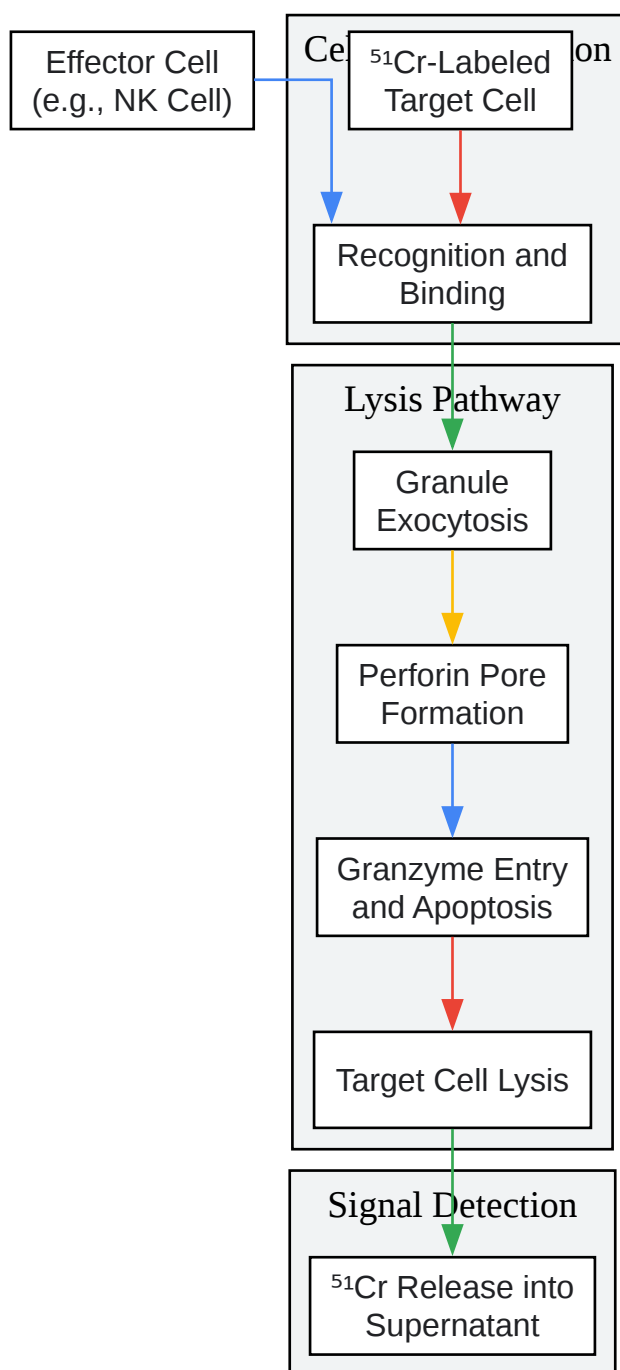 Effector Cell
(e.g., NK Cell)
⁵¹Cr-Labeled
Target Cell
Recognition and
Binding
Lysis Pathway
Granule
Exocytosis
Perforin Pore
Formation
Granzyme Entry
and Apoptosis
Target Cell Lysis
Signal Detection
⁵¹Cr Release into
Supernatant